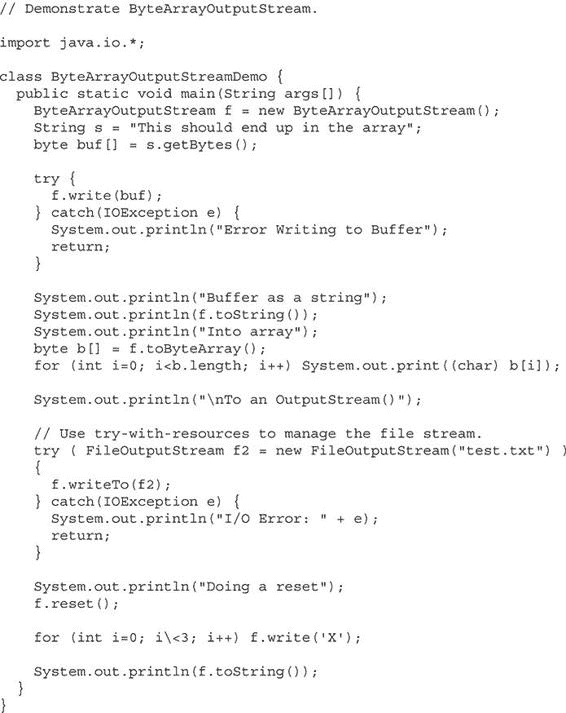 // Demonstrate ByteArrayOutputStream.

import java.io.*;

class ByteArrayOutputStreamDemo {
  public static void main(String args[]) {
    ByteArrayOutputStream f = new ByteArrayOutputStream();
    String s = "This should end up in the array";
    byte buf[] = s.getBytes();

    try {
      f.write(buf);
    } catch(IOException e) {
      System.out.println("Error Writing to Buffer");
      return;
    }

    System.out.println("Buffer as a string");
    System.out.println(f.toString());
    System.out.println("Into array");
    byte b[] = f.toByteArray();
    for (int i=0; i<b.length; i++) System.out.print((char) b[i]);

    System.out.println("\nTo an OutputStream()");

    // Use try-with-resources to manage the file stream.
    try ( FileOutputStream f2 = new FileOutputStream("test.txt") )
    {
      f.writeTo(f2);
    } catch(IOException e) {
      System.out.println("I/O Error: " + e);
      return;
    }

    System.out.println("Doing a reset");
    f.reset();

    for (int i=0; i\<3; i++) f.write('X');

    System.out.println(f.toString());
  }
}